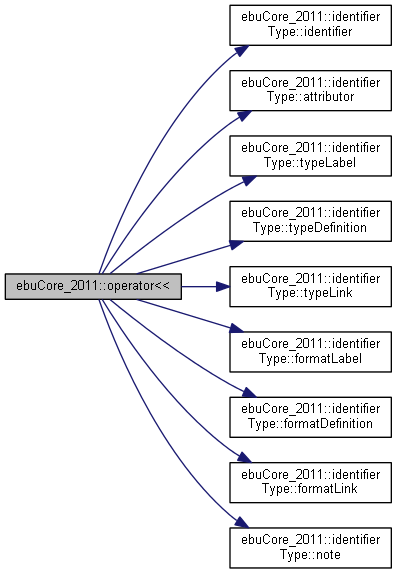 ebuCore_2011::identifier
Type::identifier
ebuCore_2011::identifier
Type::attributor
ebuCore_2011::identifier
Type::typeLabel
ebuCore_2011::identifier
Type::typeDefinition
ebuCore_2011::operator<<
ebuCore_2011::identifier
Type::typeLink
ebuCore_2011::identifier
Type::formatLabel
ebuCore_2011::identifier
Type::formatDefinition
ebuCore_2011::identifier
Type::formatLink
ebuCore_2011::identifier
Type::note